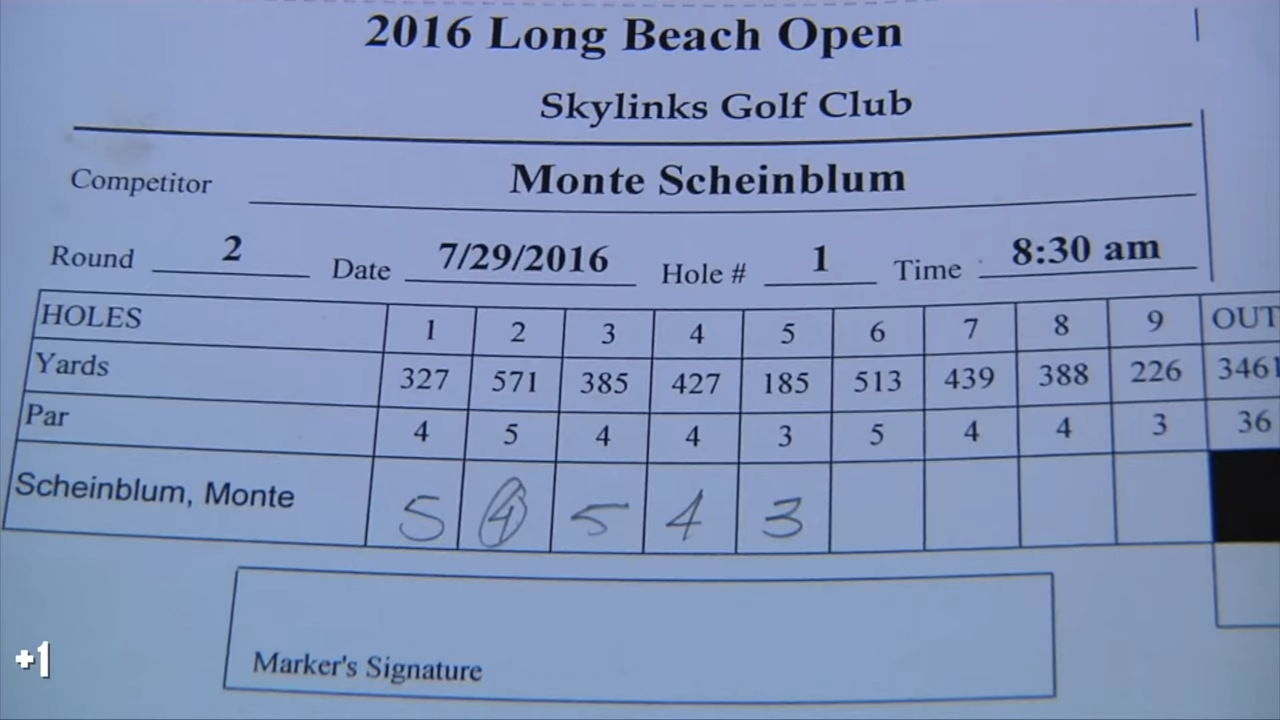 2016 Long Beach Open
Skylinks Golf Club
Competitor Monte Scheinblum
Round 2 Date 7/29/2016 Hole # 1 Time 8:30 am
HOLES 1 2 3 4 5 6 7 8 9 OUT
Yards 327 571 385 427 185 513 439 388 226 3461
Par 4 5 4 4 3 5 4 4 3 36
Scheinblum, Monte 5 4 5 4 3
Marker's Signature
+1